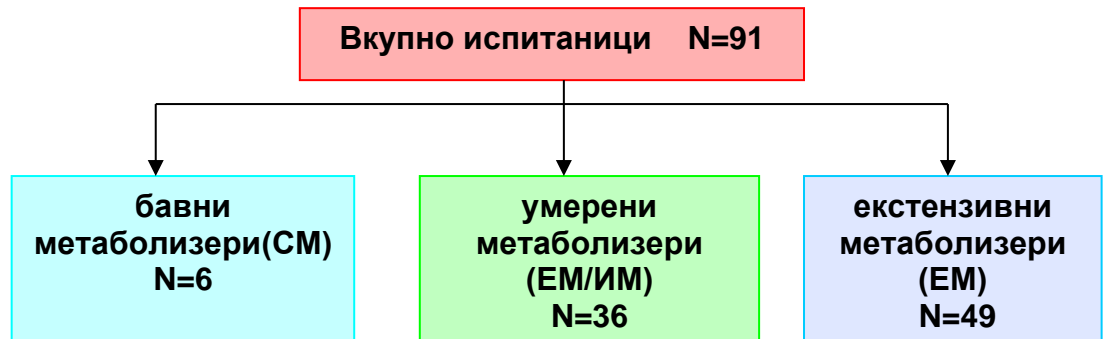 Вкупно испитаници N=91
бавни
метаболизери(СМ)
N=6
умерени
метаболизери
(ЕМ/ИМ)
N=36
екстензивни
метаболизери
(ЕМ)
N=49